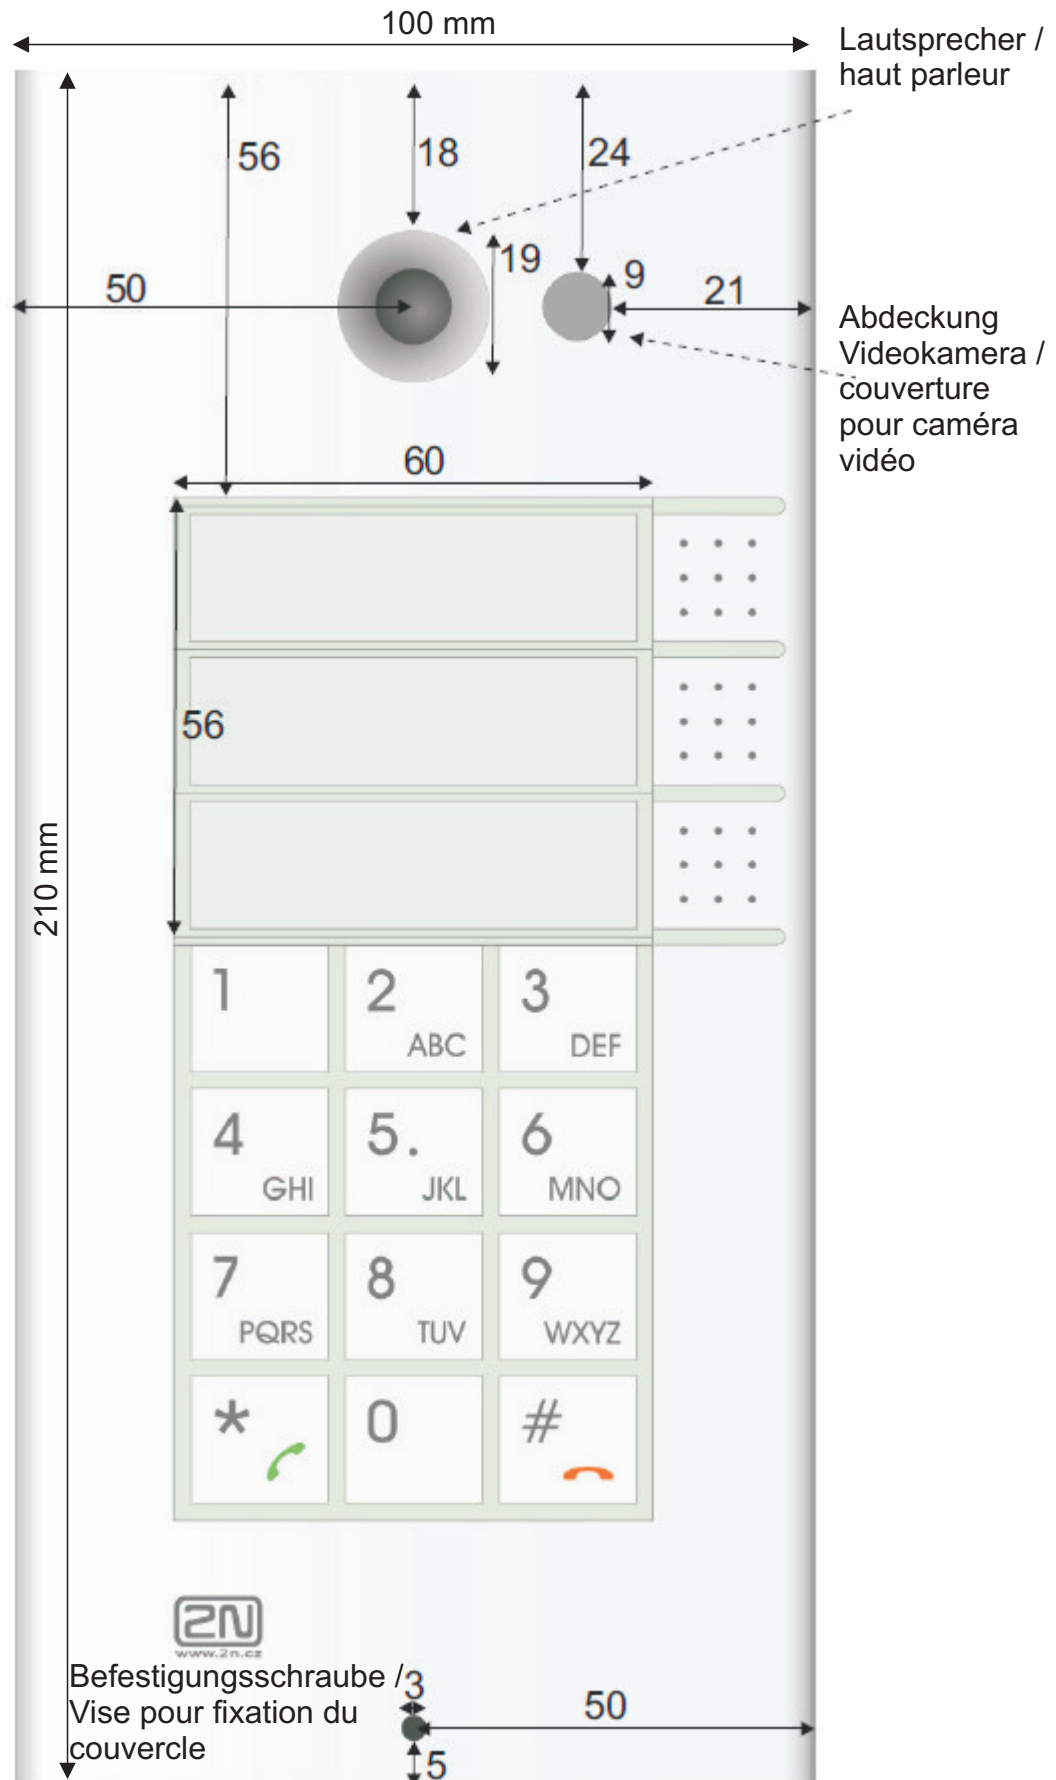 100 mm
Lautsprecher /
haut parleur
56
18
24
19
9
50
21
Abdeckung
Videokamera /
couverture
pour caméra
vidéo
60
56
210 mm
1
2
ABC
3
DEF
4
GHI
5.
JKL
6
MNO
7
PQRS
8
TUV
9
WXYZ
*
0
#
2N
www.2n.cz
Befestigungsschraube /
Vise pour fixation du
couvercle
3
50
5